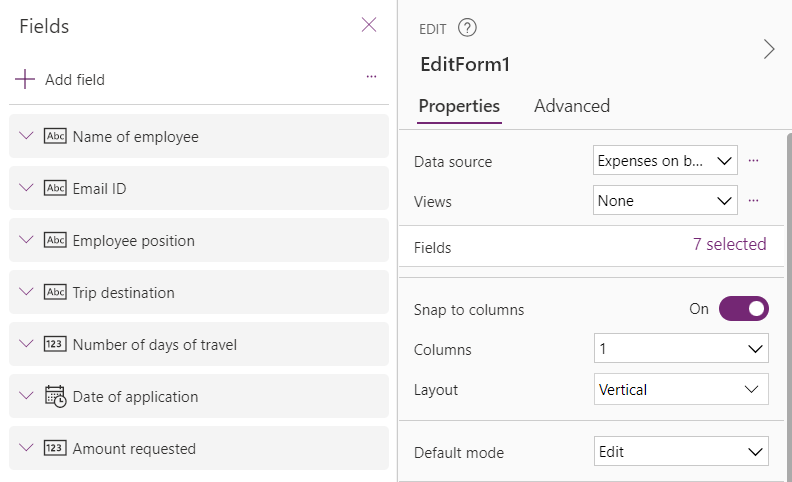 Fields
Add field
Abc Name of employee
Abc Email ID
Abc Employee position
Abc Trip destination
123 Number of days of travel
Date of application
123 Amount requested
EDIT ?
EditForm1
Properties Advanced
Data source Expenses on b... ...
Views None ...
Fields 7 selected
Snap to columns On
Columns 1
Layout Vertical
Default mode Edit